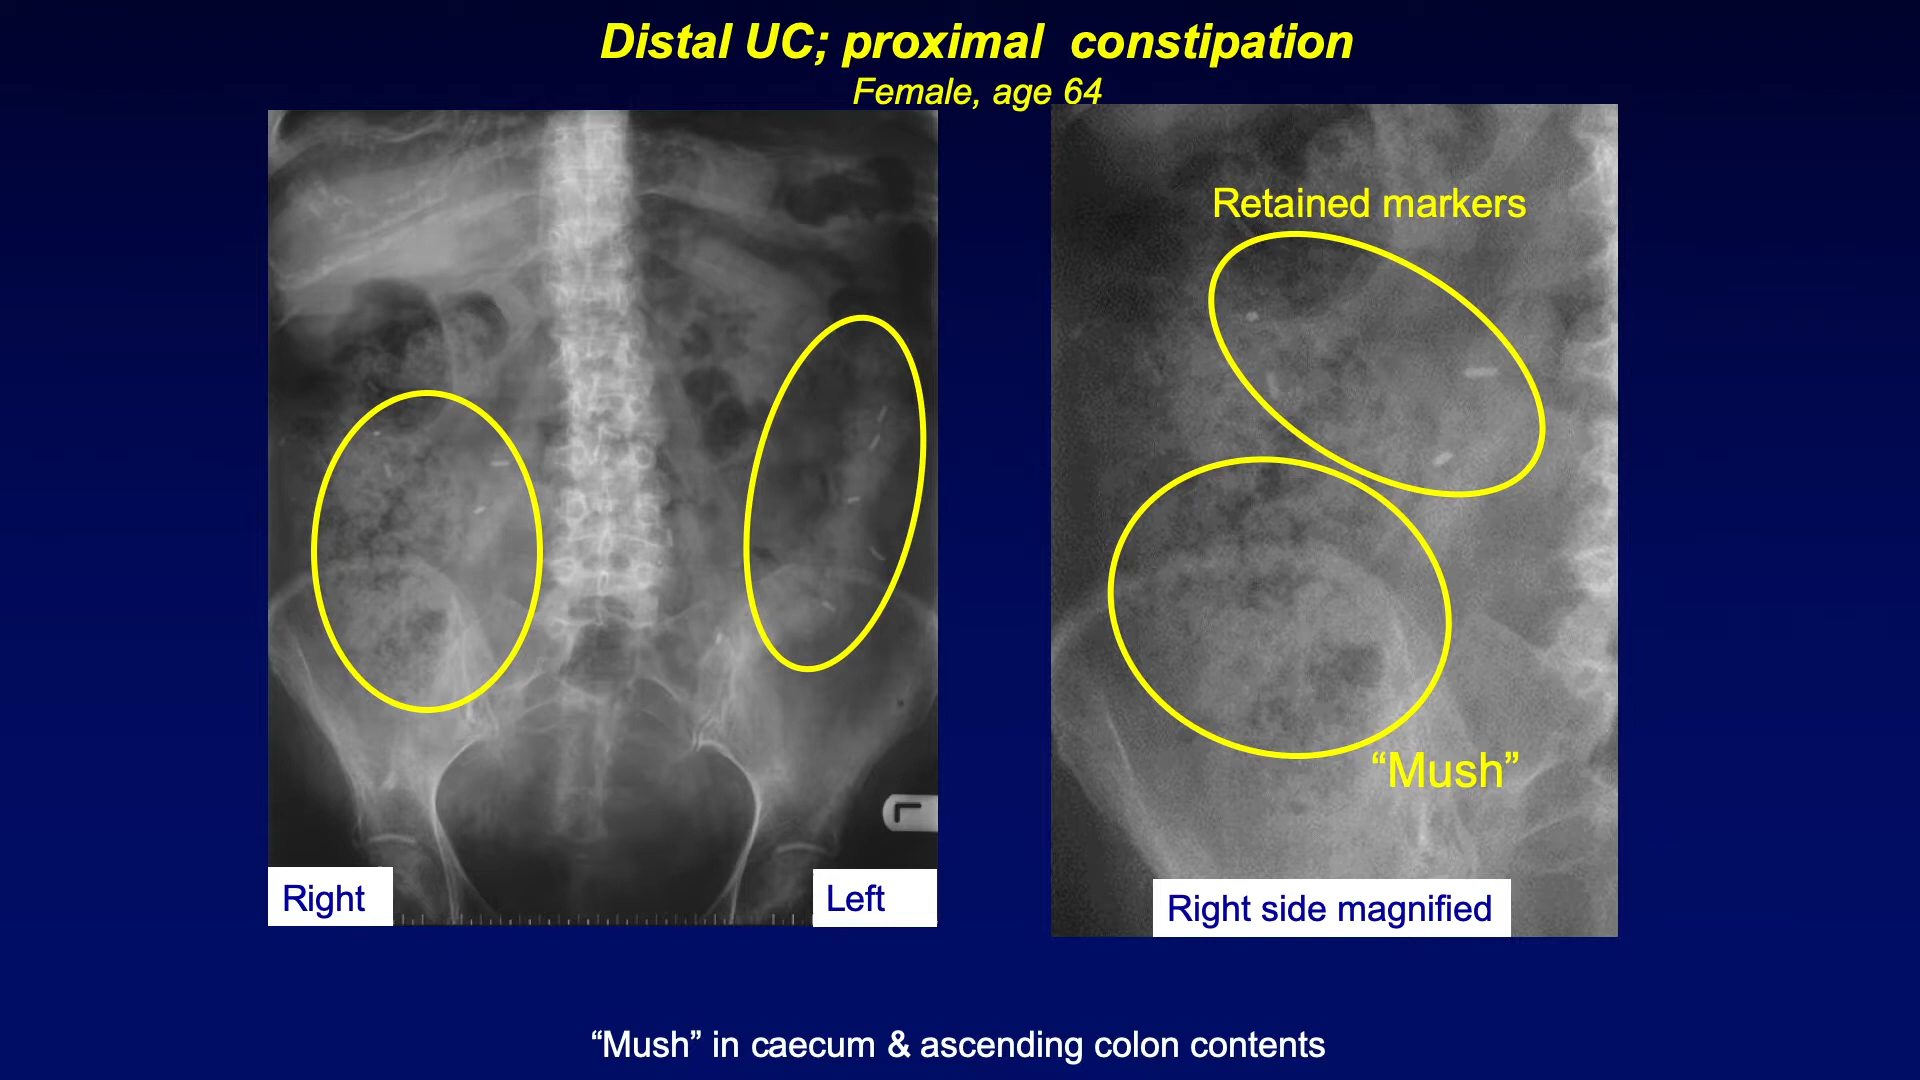 Distal UC; proximal constipation
Female, age 64
Retained markers
“Mush”
L
Right
Left
Right side magnified
“Mush” in caecum & ascending colon contents